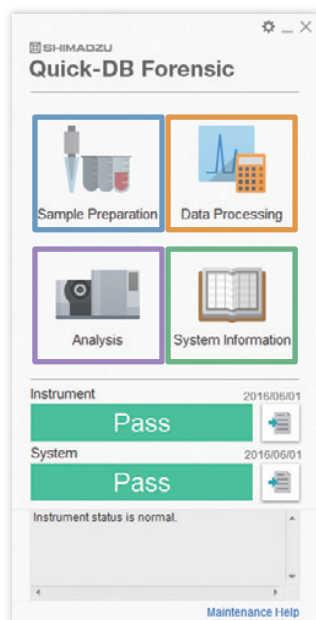 SHIMADZU
Quick-DB Forensic
Sample Preparation
Data Processing
Analysis
System Information
Instrument
2016/06/01
Pass
System
2016/06/01
Pass
Instrument status is normal.
Maintenance Help